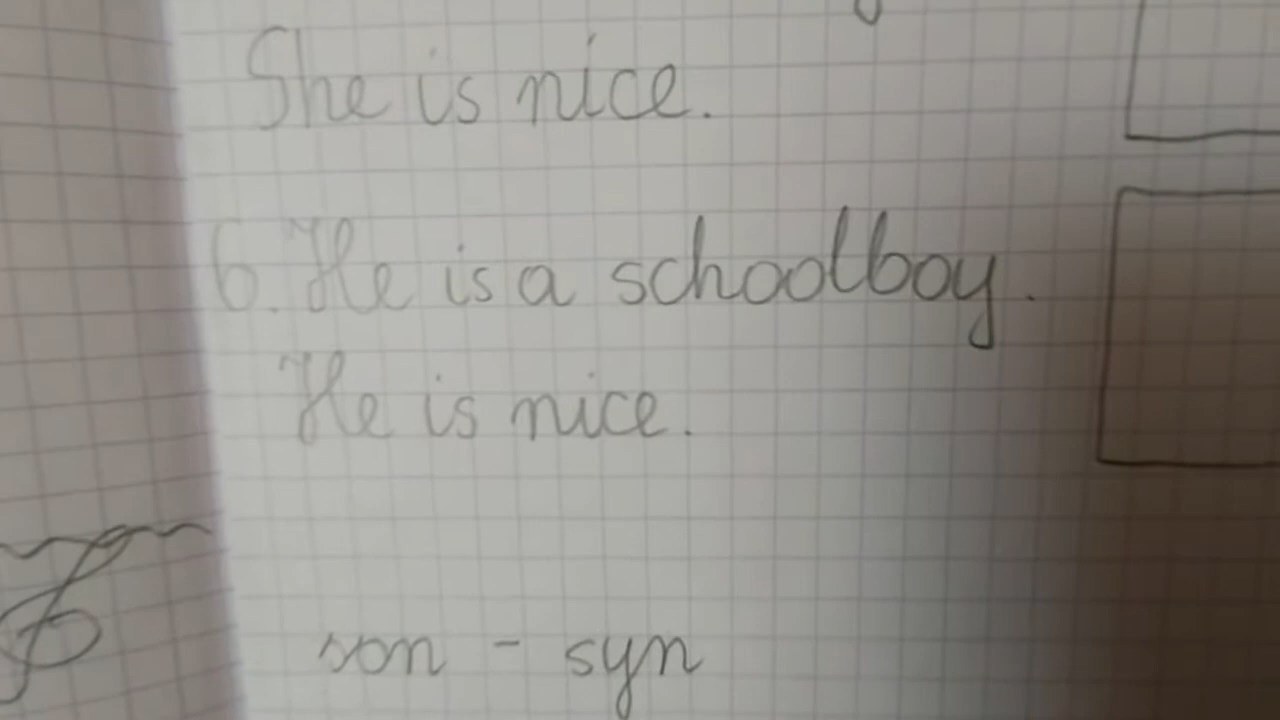 She is nice.
6. He is a schoolboy.
He is nice.
son - syn